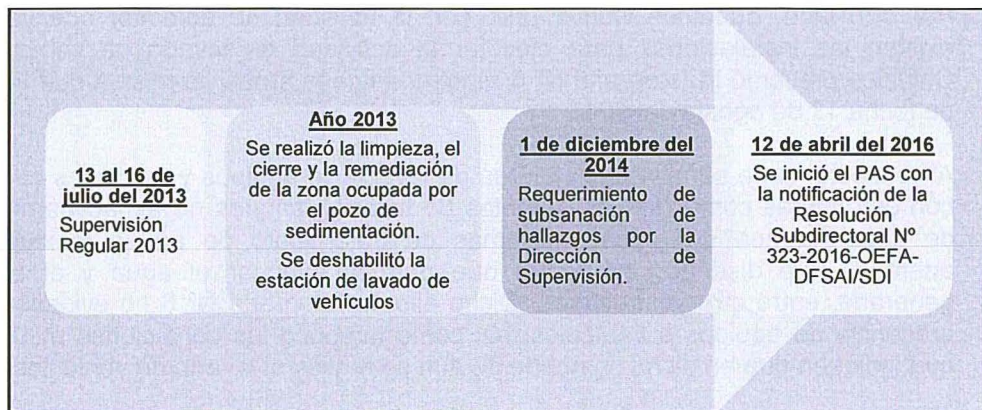 13 al 16 de
julio del 2013
Supervisión
Regular 2013
Año 2013
Se realizó la limpieza, el
cierre y la remediación
de la zona ocupada por
el pozo de
sedimentación.
Se deshabilitó la
estación de lavado de
vehículos
1 de diciembre del
2014
Requerimiento de
subsanación de
hallazgos por la
Dirección de
Supervisión.
12 de abril del 2016
Se inició el PAS con
la notificación de la
Resolución
Subdirectoral Nº
323-2016-OEFA-
DFSAI/SDI